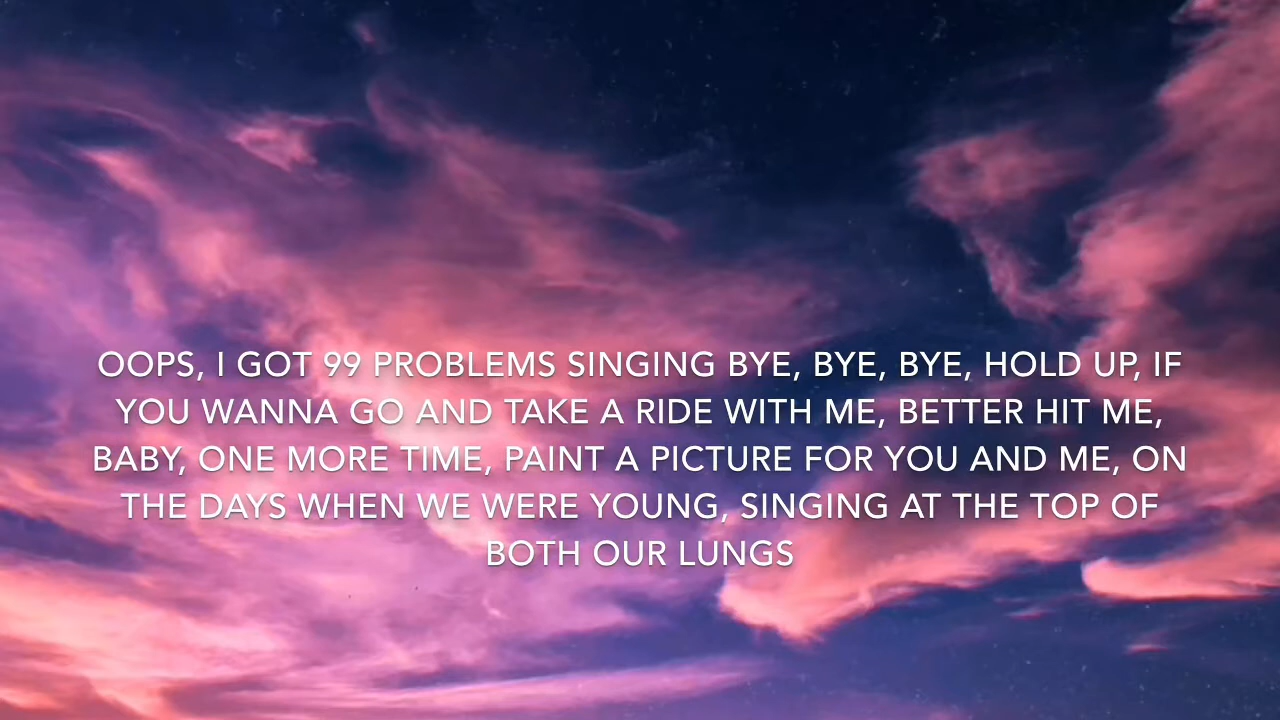 OOPS, I GOT 99 PROBLEMS SINGING BYE, BYE, BYE, HOLD UP, IF
YOU WANNA GO AND TAKE A RIDE WITH ME, BETTER HIT ME,
BABY, ONE MORE TIME, PAINT A PICTURE FOR YOU AND ME, ON
THE DAYS WHEN WE WERE YOUNG, SINGING AT THE TOP OF
BOTH OUR LUNGS